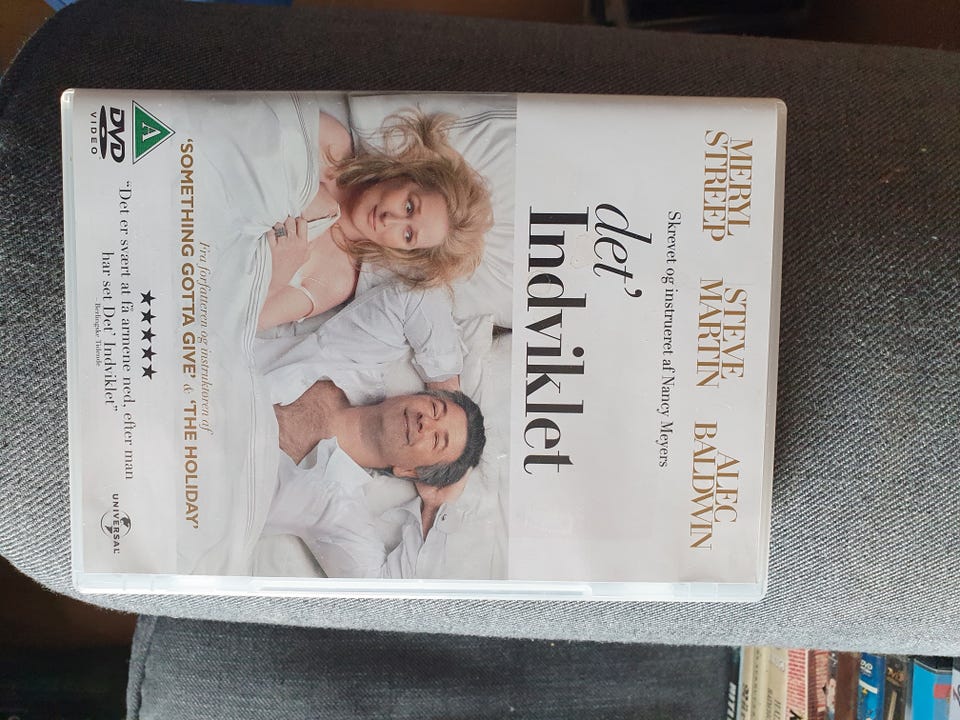 MERYL STREEP
STEVE MARTIN
ALEC BALDWIN
Skrevet og instrueret af Nancy Meyers
det'
Indviklet
Fra forfatteren og instruktøren af
'SOMETHING GOTTA GIVE' & 'THE HOLIDAY'
A
DVD
VIDEO
★★★★★
"Det er svært at få armene ned, efter man
har set Det' Indviklet"
- Berlingske Tidende
UNIVERSAL